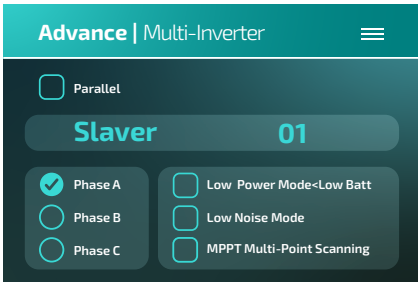 Advance | Multi-Inverter
Parallel
Slaver 01
Phase A
Phase B
Phase C
Low Power Mode<Low Batt
Low Noise Mode
MPPT Multi-Point Scanning